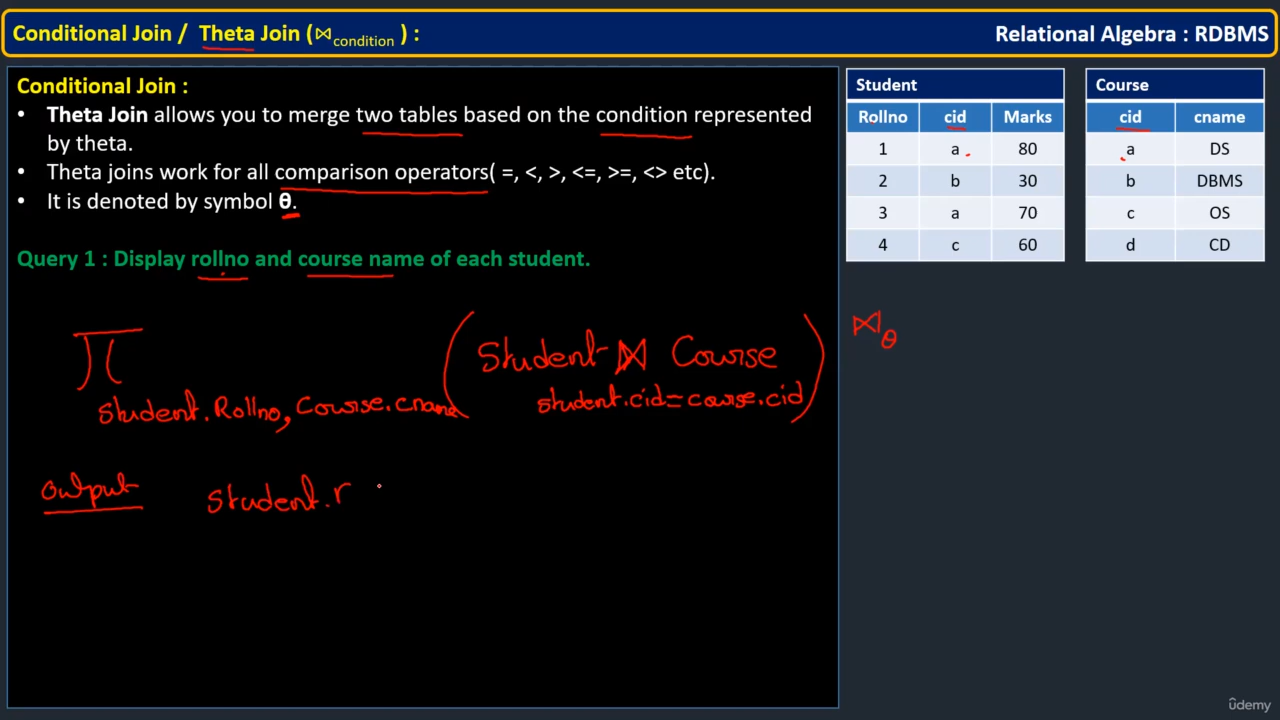 Conditional Join / Theta Join (⋈condition ) :
Relational Algebra : RDBMS
Conditional Join :
• Theta Join allows you to merge two tables based on the condition represented
by theta.
• Theta joins work for all comparison operators( =, <, >, <=, >=, <> etc).
• It is denoted by symbol θ.
Query 1 : Display rollno and course name of each student.
π student.Rollno, Course.cname (Student ⋈ Course
student.cid=course.cid)
output student.r
Student
Rollno cid Marks
1 a 80
2 b 30
3 a 70
4 c 60
Course
cid cname
a DS
b DBMS
c OS
d CD
⋈θ
ûdemy